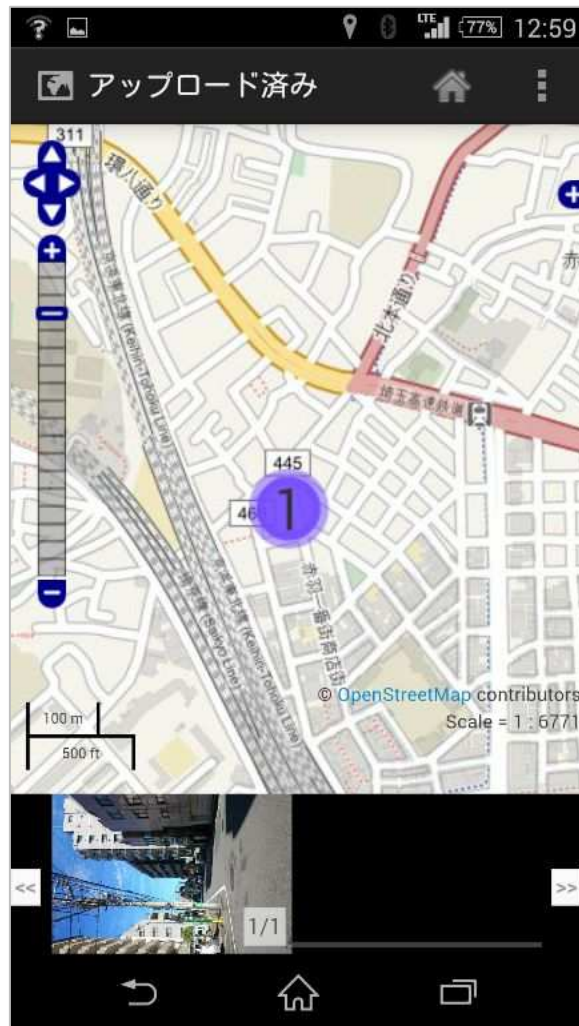 77%
12:59
LTE
アップロード済み
311
環八通り
北本通り
赤
京浜東北線 (Keihin-Tohoku Line)
埼玉高速鉄道
445
46
1
埼京線 (Saikyo Line)
京浜東北線 (Keihin-Tohoku Line)
赤羽一番街商店街
© OpenStreetMap contributors
Scale = 1 : 6771
100 m
500 ft
<<
1/1
>>